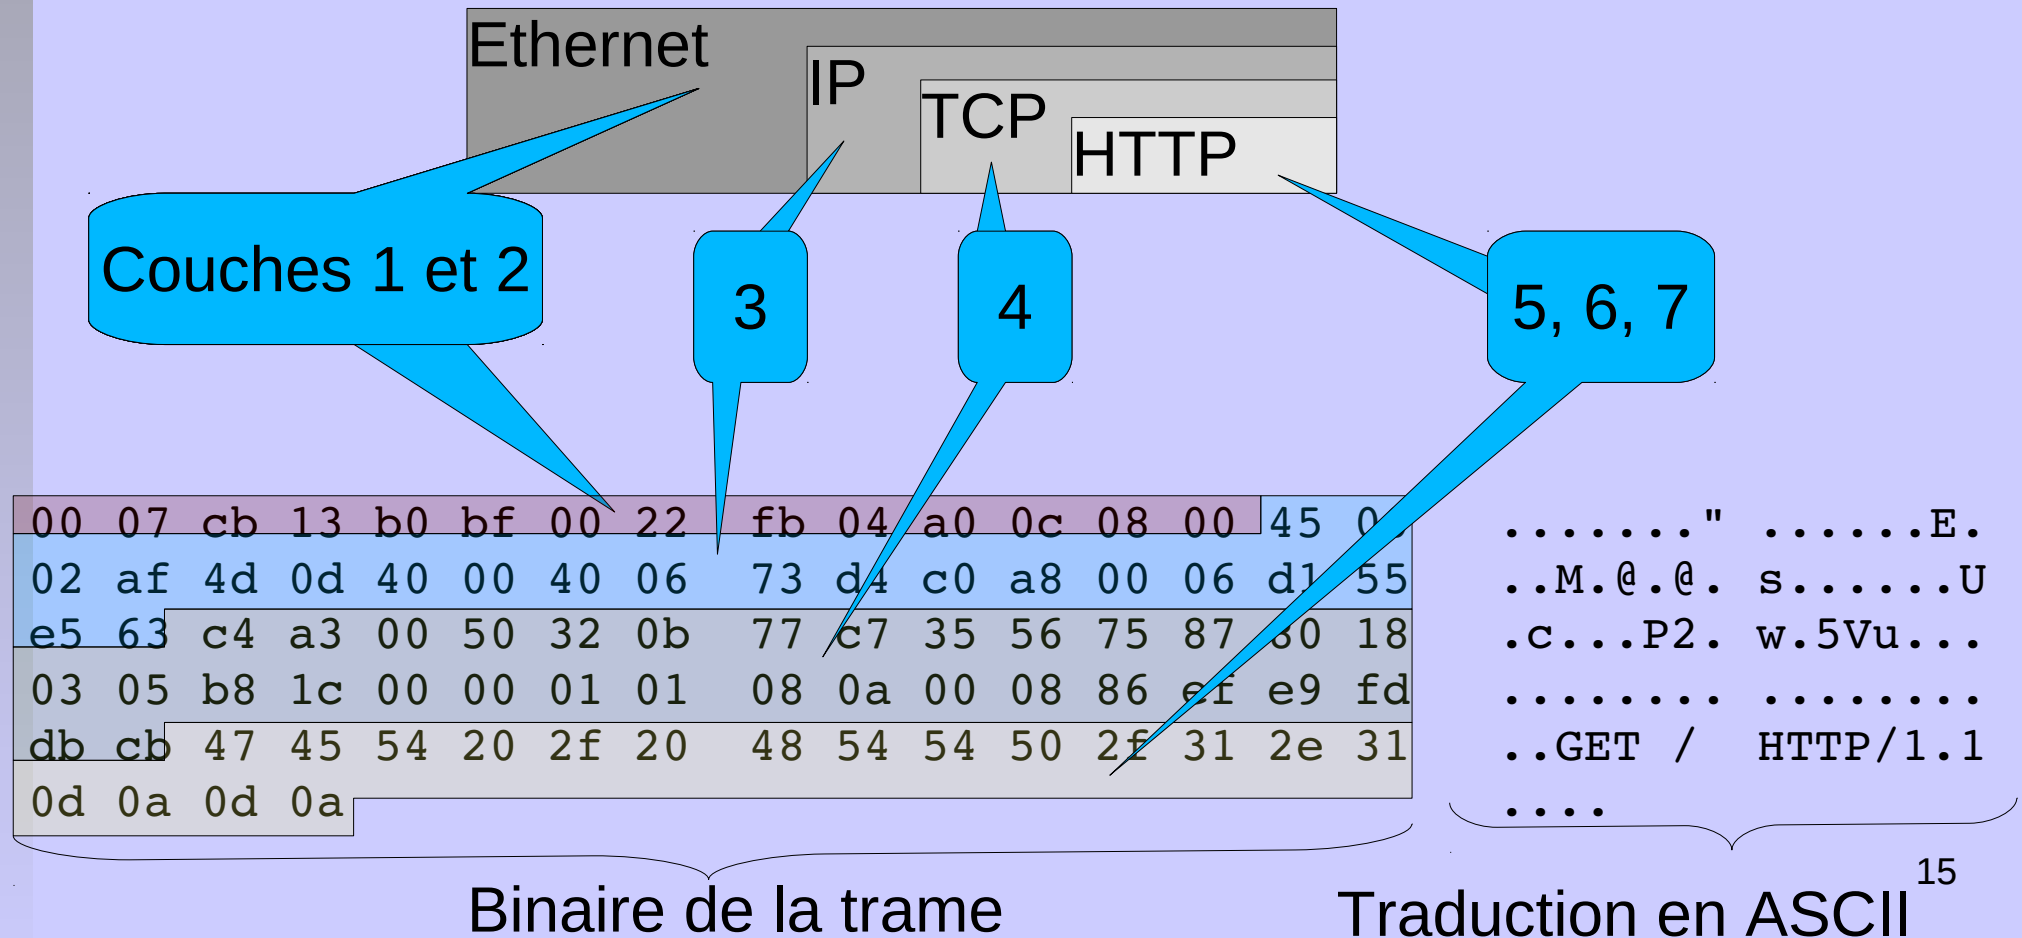 Ethernet
IP
TCP
HTTP
Couches 1 et 2
3
4
5, 6, 7
00 07 cb 13 b0 bf 00 22 fb 04 a0 0c 08 00 45 ......." ......E.
02 af 4d 0d 40 00 40 06 73 d4 c0 a8 00 06 d1 55 ..M.@.@. s......U
e5 63 c4 a3 00 50 32 0b 77 c7 35 56 75 87 80 18 .c...P2. w.5Vu...
03 05 b8 1c 00 00 01 01 08 0a 00 08 86 ef e9 fd ........ ........
db cb 47 45 54 20 2f 20 48 54 54 50 2f 31 2e 31 ..GET / HTTP/1.1
0d 0a 0d 0a ....
Binaire de la trame
Traduction en ASCII
15